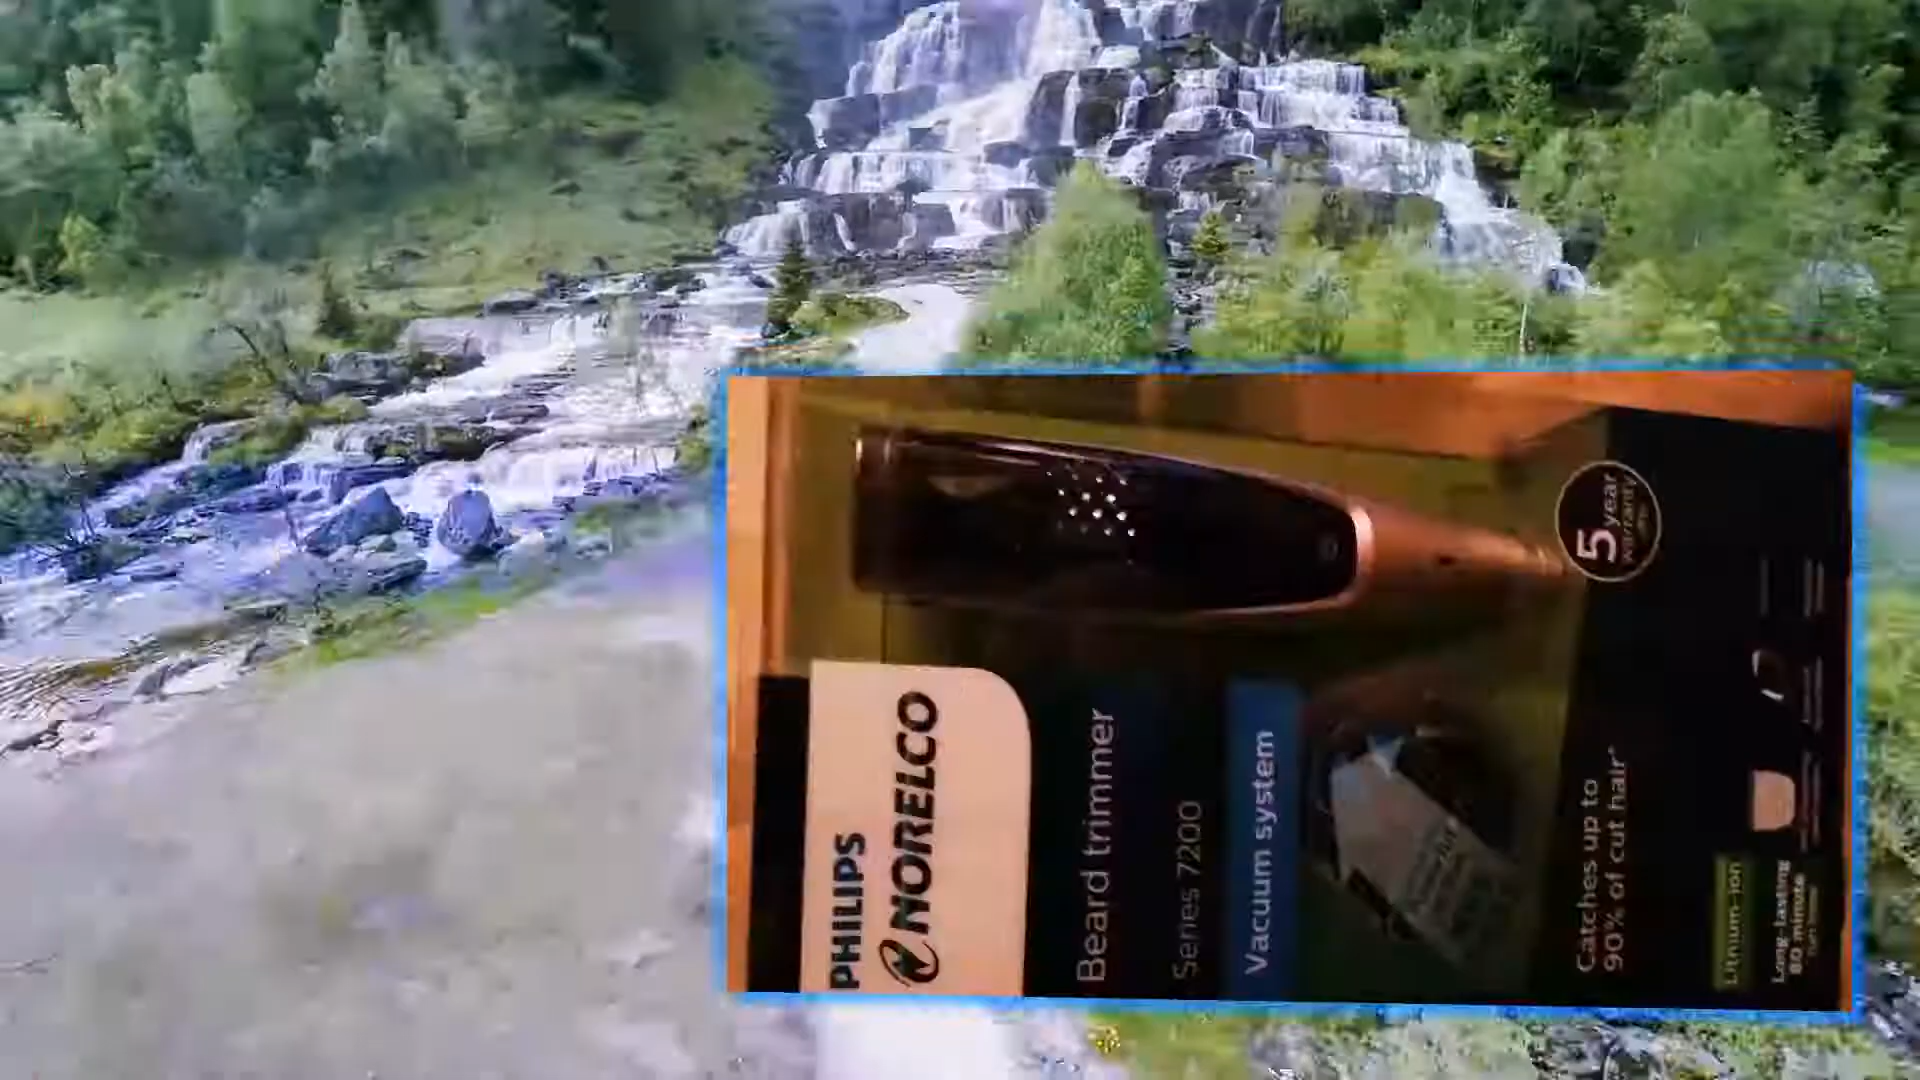 PHILIPS
NORELCO
Beard trimmer
Series 7200
Vacuum system
Catches up to
90% of cut hair*
5 year
warranty
Lithium-ion
Long-lasting
80 minute